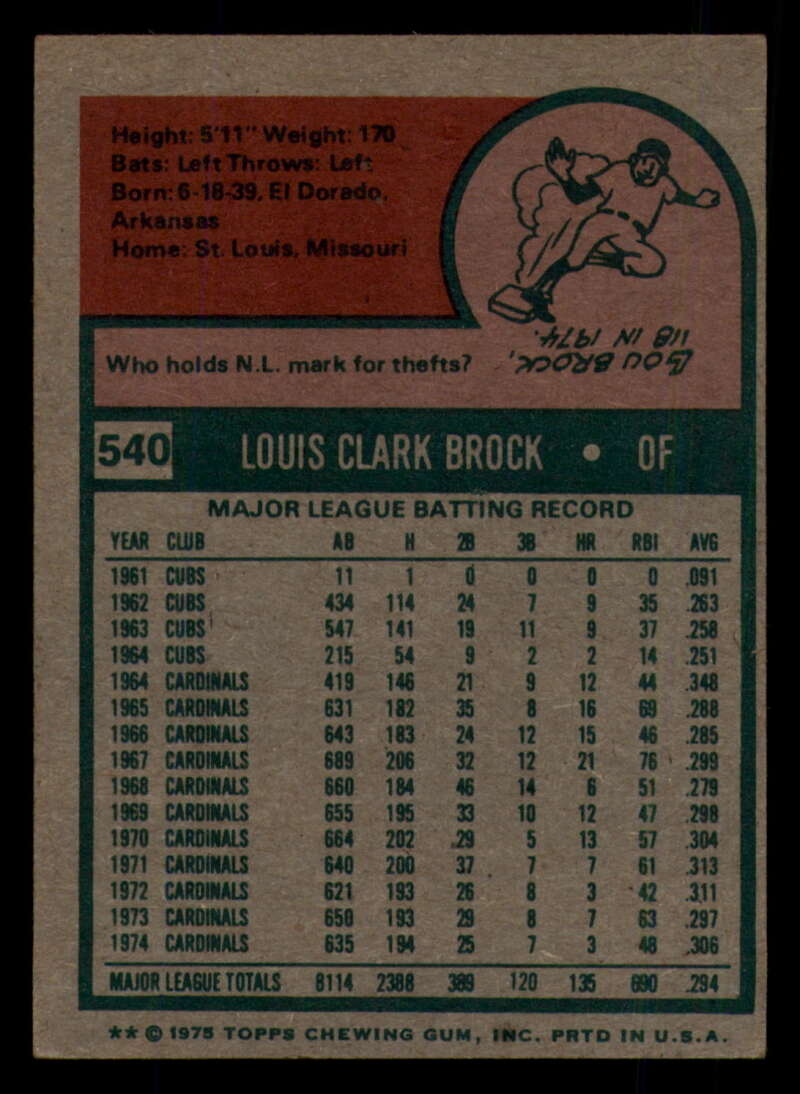 Height: 5'11" Weight: 170
Bats: Left Throws: Left
Born: 6-18-39, El Dorado,
Arkansas
Home: St. Louis, Missouri
Who holds N.L. mark for thefts?
LOU BROCK,
118 IN 1974.
540 LOUIS CLARK BROCK • OF
MAJOR LEAGUE BATTING RECORD
YEAR CLUB AB H 2B 3B HR RBI AVG
1961 CUBS 11 1 0 0 0 0 .091
1962 CUBS 434 114 24 7 9 35 .263
1963 CUBS 547 141 19 11 9 37 .258
1964 CUBS 215 54 9 2 2 14 .251
1964 CARDINALS 419 146 21 9 12 44 .348
1965 CARDINALS 631 182 35 8 16 69 .288
1966 CARDINALS 643 183 24 12 15 46 .285
1967 CARDINALS 689 206 32 12 21 76 .299
1968 CARDINALS 660 184 46 14 6 51 .279
1969 CARDINALS 655 195 33 10 12 47 .298
1970 CARDINALS 664 202 29 5 13 57 .304
1971 CARDINALS 640 200 37 7 7 61 .313
1972 CARDINALS 621 193 26 8 3 42 .311
1973 CARDINALS 650 193 29 8 7 63 .297
1974 CARDINALS 635 194 25 7 3 48 .306
MAJOR LEAGUE TOTALS 8114 2388 389 120 135 690 .294
** © 1975 TOPPS CHEWING GUM, INC. PRTD IN U.S.A.